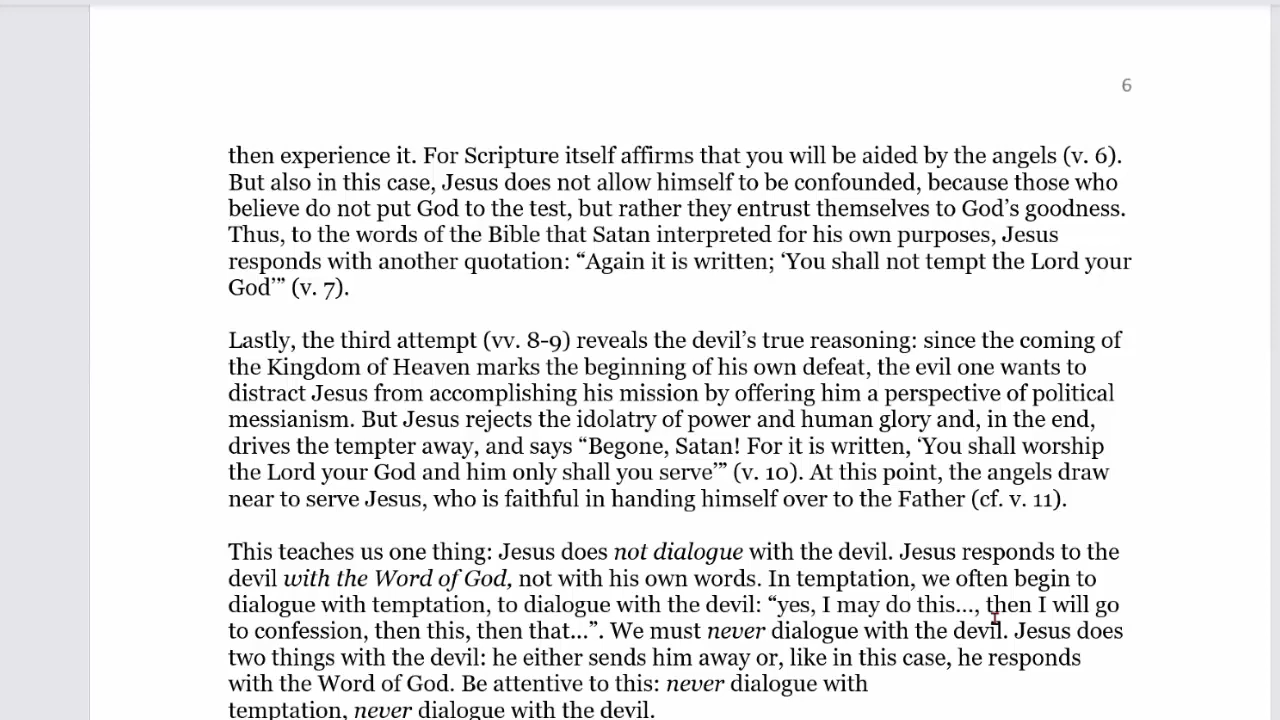 6
then experience it. For Scripture itself affirms that you will be aided by the angels (v. 6).
But also in this case, Jesus does not allow himself to be confounded, because those who
believe do not put God to the test, but rather they entrust themselves to God’s goodness.
Thus, to the words of the Bible that Satan interpreted for his own purposes, Jesus
responds with another quotation: “Again it is written; ‘You shall not tempt the Lord your
God’” (v. 7).
Lastly, the third attempt (vv. 8-9) reveals the devil’s true reasoning: since the coming of
the Kingdom of Heaven marks the beginning of his own defeat, the evil one wants to
distract Jesus from accomplishing his mission by offering him a perspective of political
messianism. But Jesus rejects the idolatry of power and human glory and, in the end,
drives the tempter away, and says “Begone, Satan! For it is written, ‘You shall worship
the Lord your God and him only shall you serve’” (v. 10). At this point, the angels draw
near to serve Jesus, who is faithful in handing himself over to the Father (cf. v. 11).
This teaches us one thing: Jesus does not dialogue with the devil. Jesus responds to the
devil with the Word of God, not with his own words. In temptation, we often begin to
dialogue with temptation, to dialogue with the devil: “yes, I may do this..., then I will go
to confession, then this, then that...”. We must never dialogue with the devil. Jesus does
two things with the devil: he either sends him away or, like in this case, he responds
with the Word of God. Be attentive to this: never dialogue with
temptation, never dialogue with the devil.